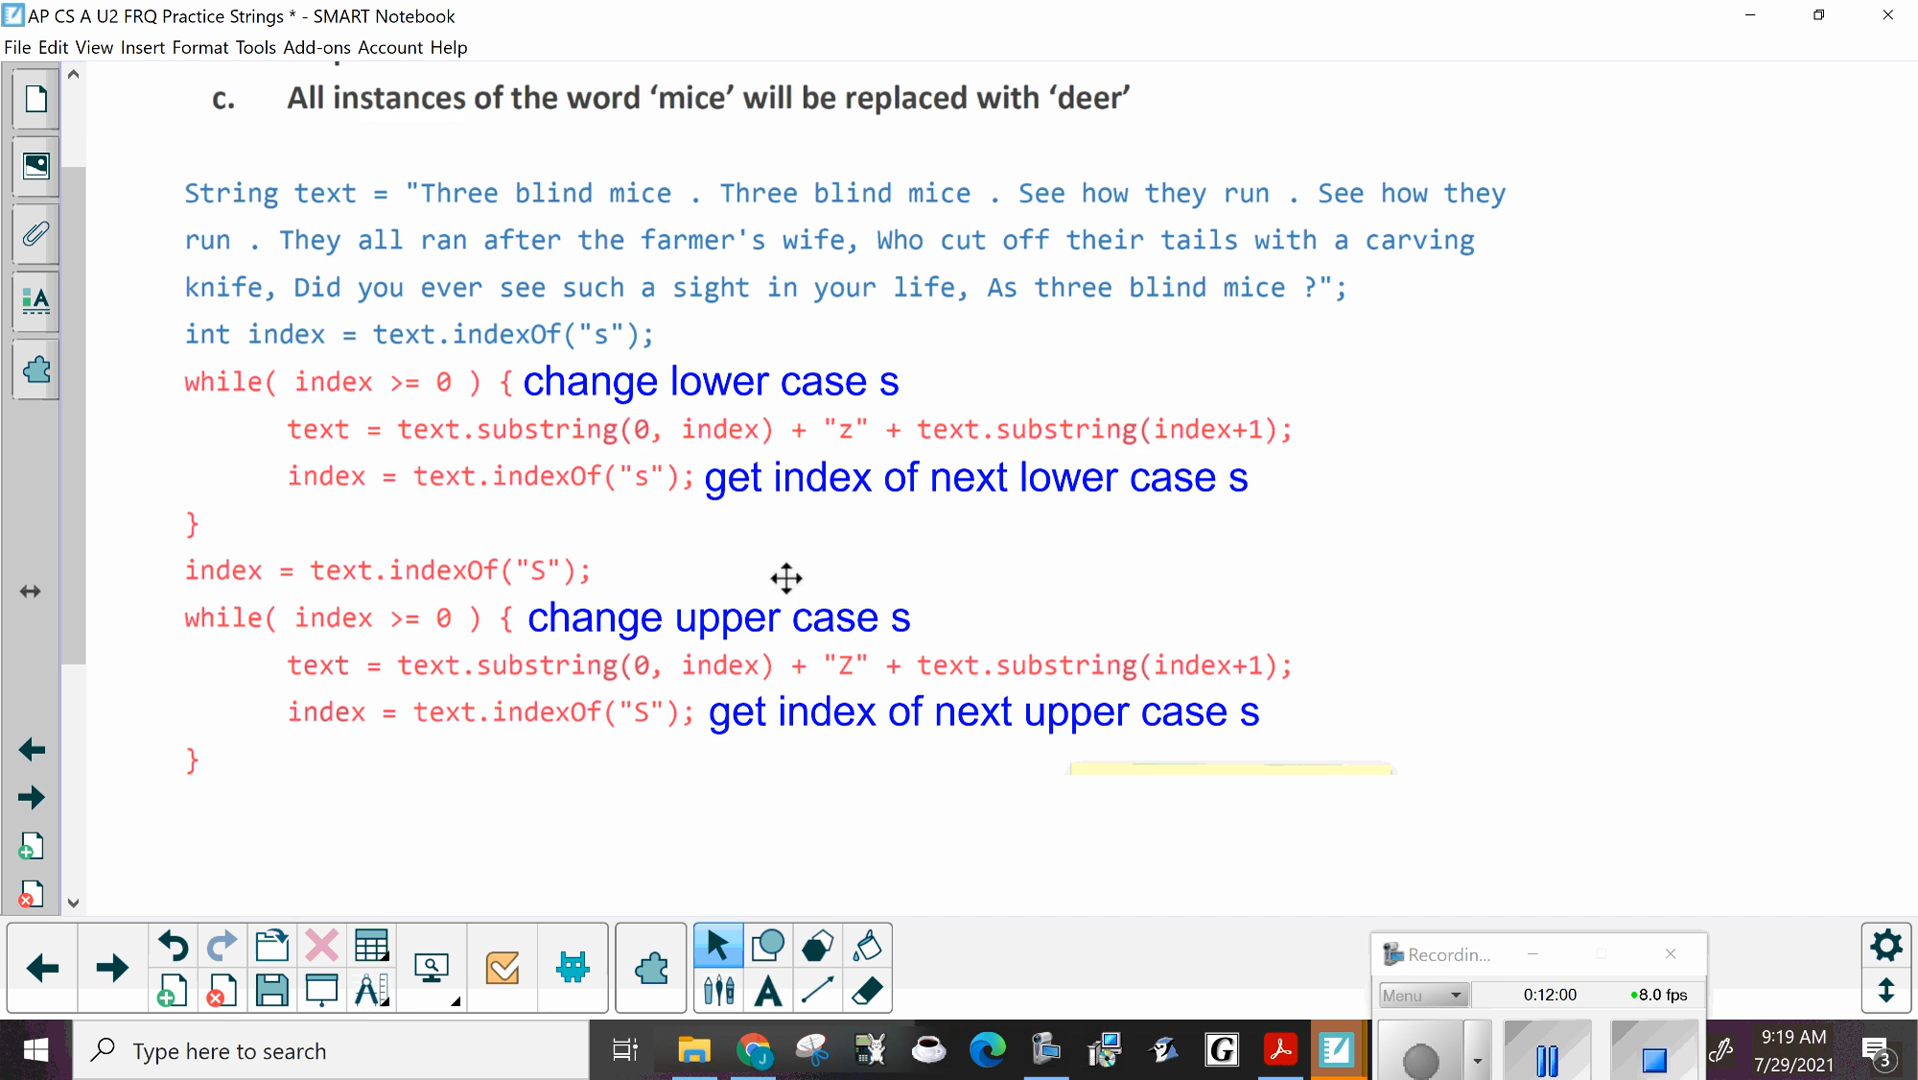 AP CS A U2 FRQ Practice Strings * - SMART Notebook
File Edit View Insert Format Tools Add-ons Account Help
c. All instances of the word ‘mice’ will be replaced with ‘deer’
String text = "Three blind mice . Three blind mice . See how they run . See how they
run . They all ran after the farmer's wife, Who cut off their tails with a carving
knife, Did you ever see such a sight in your life, As three blind mice ?";
int index = text.indexOf("s");
while( index >= 0 ) { change lower case s
text = text.substring(0, index) + "z" + text.substring(index+1);
index = text.indexOf("s"); get index of next lower case s
}
index = text.indexOf("S");
while( index >= 0 ) { change upper case s
text = text.substring(0, index) + "Z" + text.substring(index+1);
index = text.indexOf("S"); get index of next upper case s
}
Recordin...
Menu 0:12:00 8.0 fps
Type here to search
G
9:19 AM
7/29/2021
3